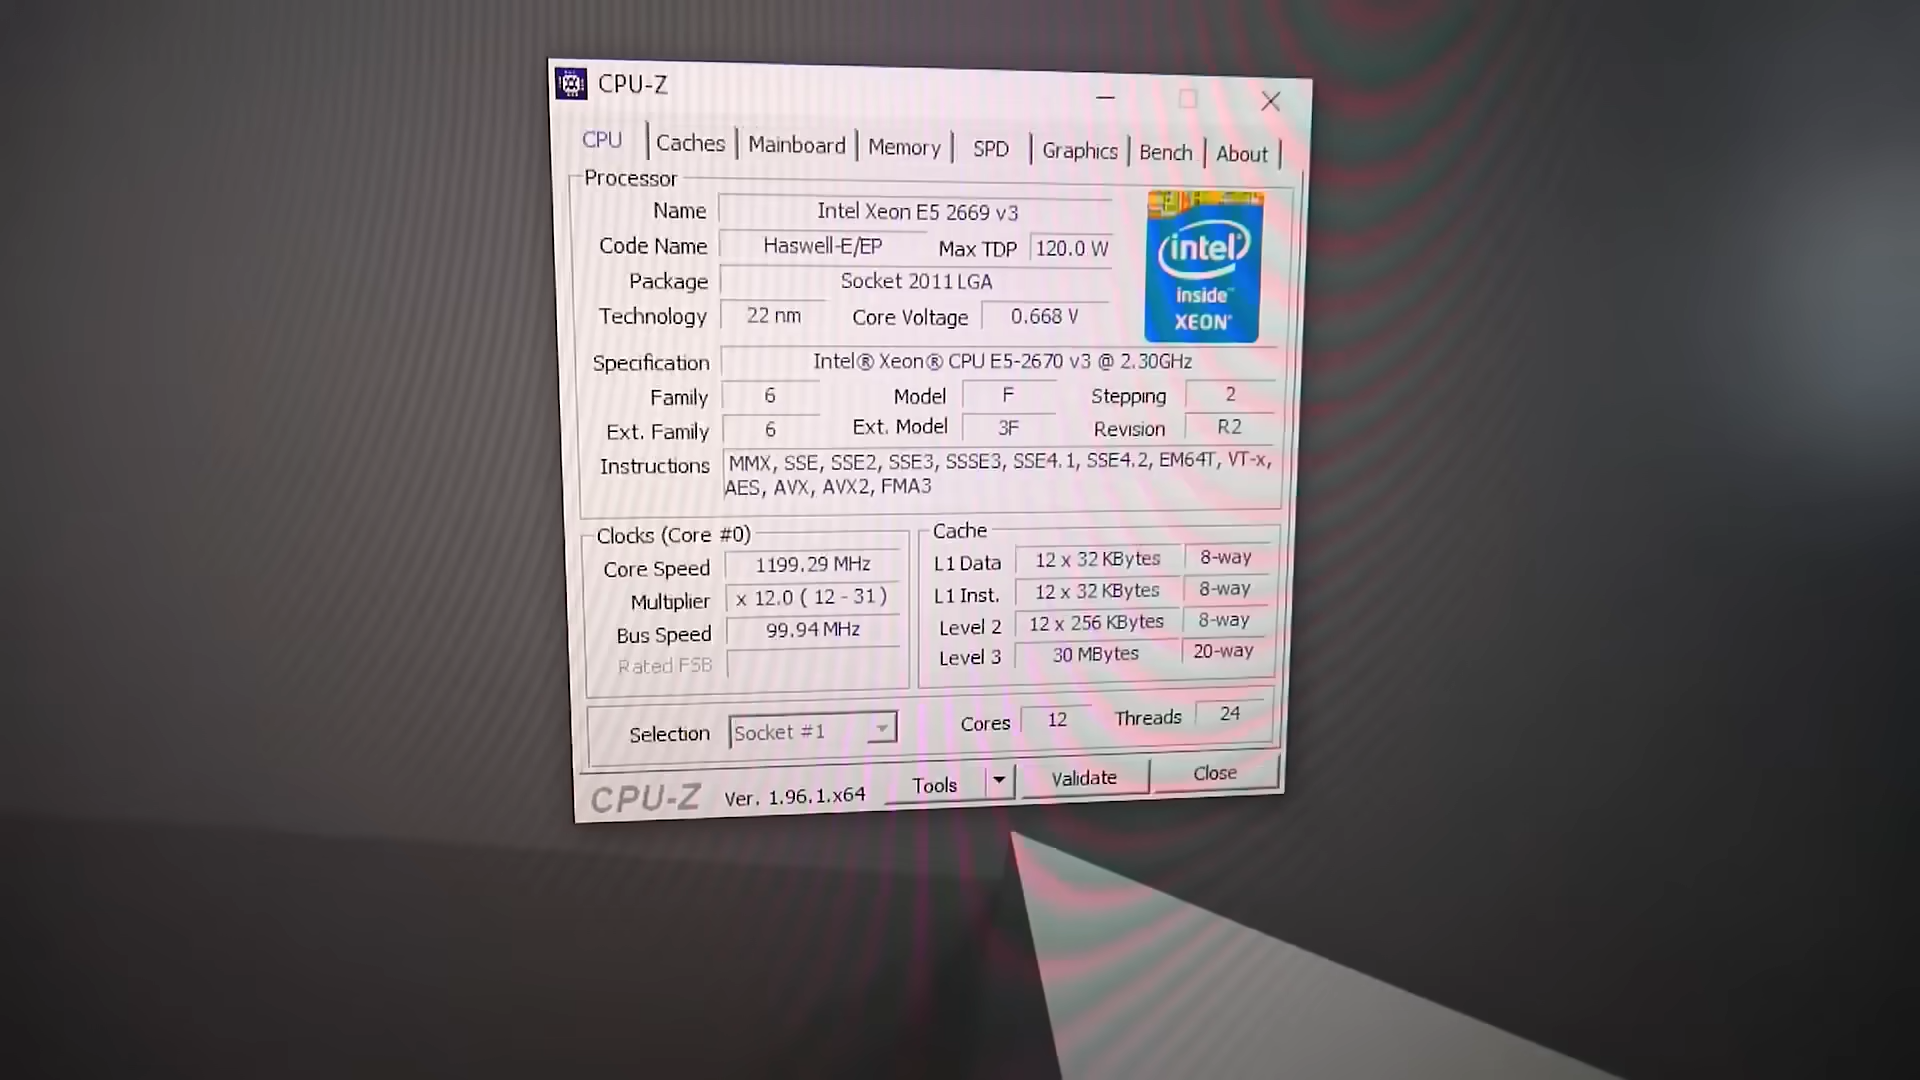 CPU-Z
CPU Caches Mainboard Memory SPD Graphics Bench About
Processor
Name Intel Xeon E5 2669 v3
Code Name Haswell-E/EP Max TDP 120.0 W
Package Socket 2011 LGA
Technology 22 nm Core Voltage 0.668 V
intel inside™ XEON®
Specification Intel® Xeon® CPU E5-2670 v3 @ 2.30GHz
Family 6 Model F Stepping 2
Ext. Family 6 Ext. Model 3F Revision R2
Instructions MMX, SSE, SSE2, SSE3, SSSE3, SSE4.1, SSE4.2, EM64T, VT-x,
AES, AVX, AVX2, FMA3
Clocks (Core #0)
Core Speed 1199.29 MHz
Multiplier x 12.0 ( 12 - 31 )
Bus Speed 99.94 MHz
Rated FSB
Cache
L1 Data 12 x 32 KBytes 8-way
L1 Inst. 12 x 32 KBytes 8-way
Level 2 12 x 256 KBytes 8-way
Level 3 30 MBytes 20-way
Selection Socket #1 Cores 12 Threads 24
CPU-Z Ver. 1.96.1.x64 Tools Validate Close